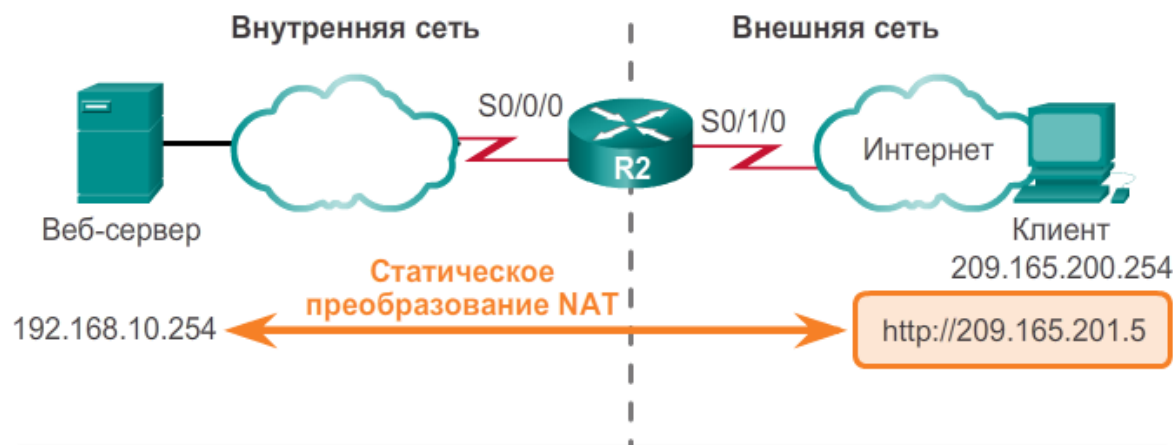 Внутренняя сеть
Внешняя сеть
S0/0/0
S0/1/0
R2
Интернет
Веб-сервер
Клиент
209.165.200.254
Статическое
преобразование NAT
192.168.10.254
http://209.165.201.5